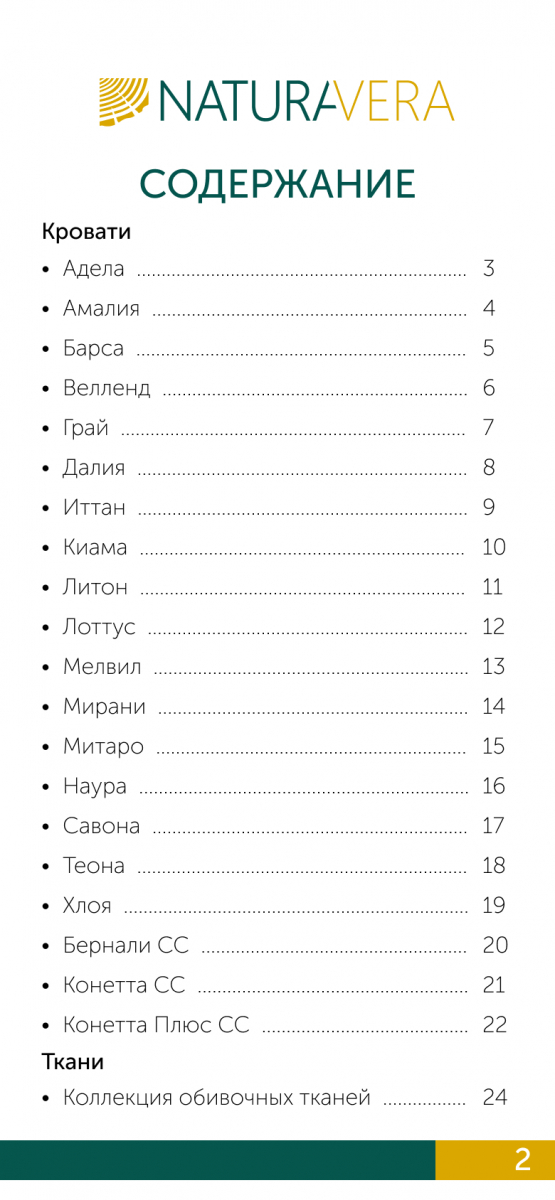 NATURAVERA
СОДЕРЖАНИЕ
Кровати
• Адела ........................................ 3
• Амалия ........................................ 4
• Барса ........................................ 5
• Велленд ........................................ 6
• Грай ........................................ 7
• Далия ........................................ 8
• Иттан ........................................ 9
• Киама ........................................ 10
• Литон ........................................ 11
• Лоттус ........................................ 12
• Мелвил ........................................ 13
• Мирани ........................................ 14
• Митаро ........................................ 15
• Наура ........................................ 16
• Савона ........................................ 17
• Теона ........................................ 18
• Хлоя ........................................ 19
• Бернали СС ........................................ 20
• Конетта СС ........................................ 21
• Конетта Плюс СС ........................................ 22
Ткани
• Коллекция обивочных тканей ................. 24
2